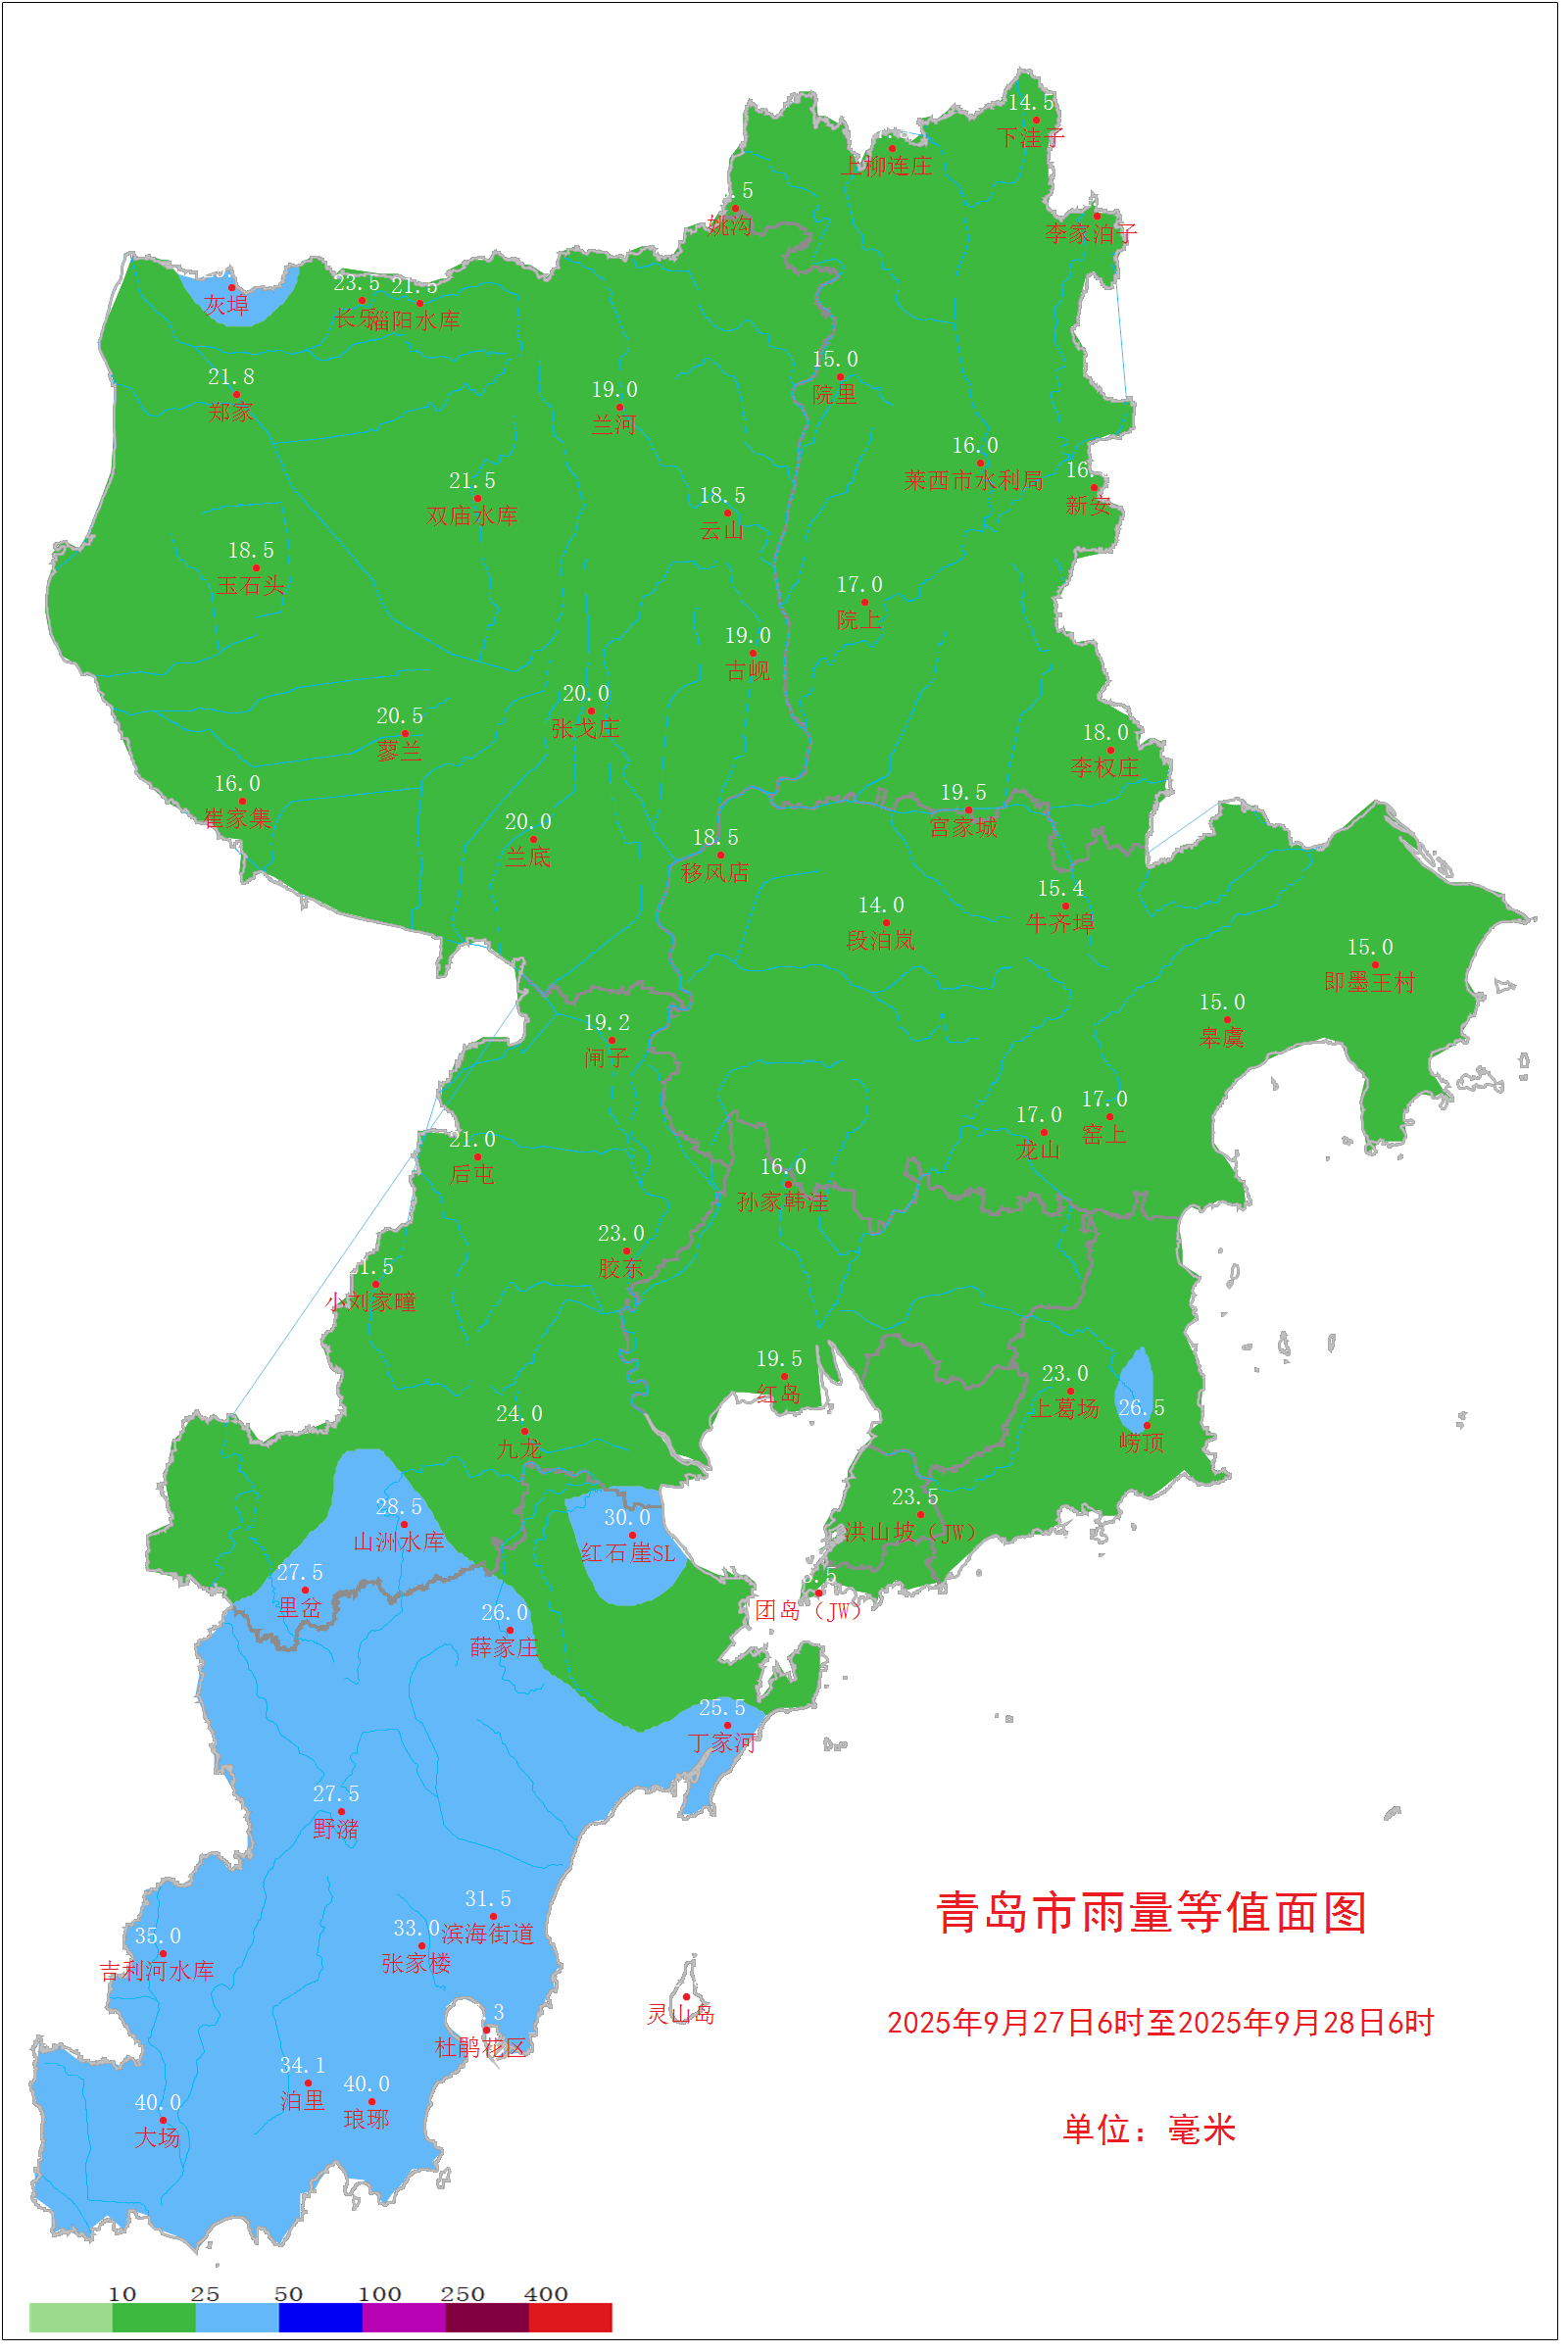 14.5
下洼子
上柳连庄
.5
姚沟
李家泊子
灰埠
23.5
长乐
21.5
淄阳水库
21.8
郑家
15.0
院里
19.0
兰河
16.0
莱西市水利局
16.
新安
21.5
双庙水库
18.5
云山
18.5
玉石头
17.0
院上
19.0
古岘
20.0
张戈庄
20.5
蓼兰
18.0
李权庄
16.0
崔家集
19.5
宫家城
20.0
兰底
18.5
移风店
15.4
牛齐埠
14.0
段泊岚
15.0
即墨王村
15.0
皋虞
19.2
闸子
17.0
窑上
17.0
龙山
21.0
后屯
16.0
孙家韩洼
23.0
胶东
21.5
小刘家疃
19.5
红岛
23.0
上葛场
26.5
崂顶
24.0
九龙
28.5
山洲水库
30.0
红石崖SL
23.5
洪山坡（JW）
27.5
里岔
.5
团岛（JW）
26.0
薛家庄
25.5
丁家河
27.5
野潴
31.5
滨海街道
33.0
张家楼
35.0
吉利河水库
灵山岛
3
杜鹃花区
34.1
泊里
40.0
琅琊
40.0
大场
青岛市雨量等值面图
2025年9月27日6时至2025年9月28日6时
单位：毫米
10 25 50 100 250 400